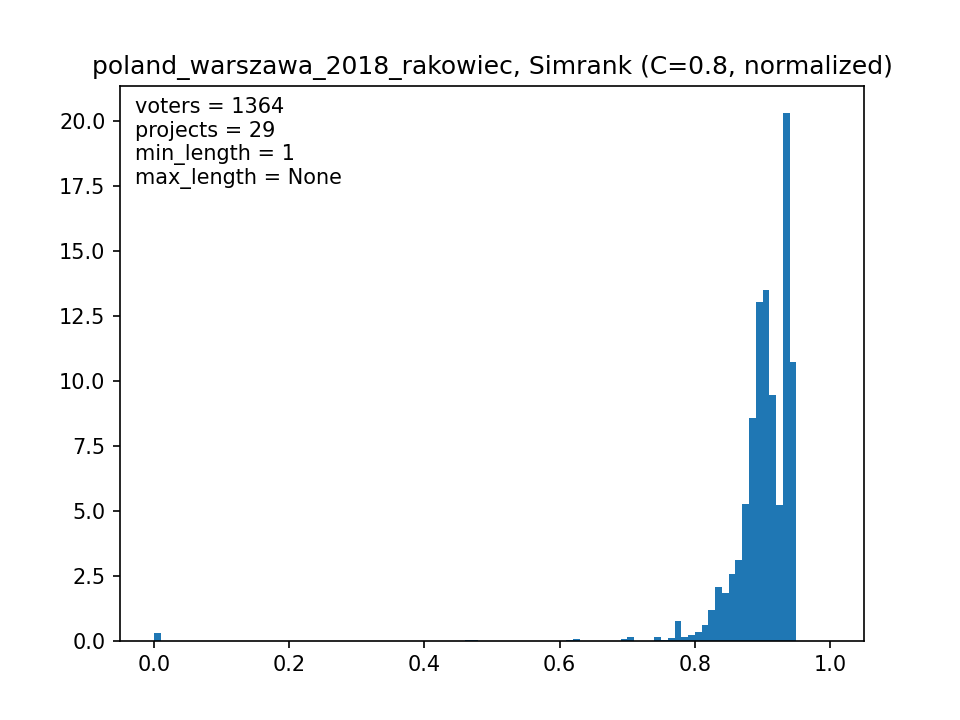 poland_warszawa_2018_rakowiec, Simrank (C=0.8, normalized)
voters = 1364
projects = 29
min_length = 1
max_length = None
20.0
17.5
15.0
12.5
10.0
7.5
5.0
2.5
0.0
0.0 0.2 0.4 0.6 0.8 1.0